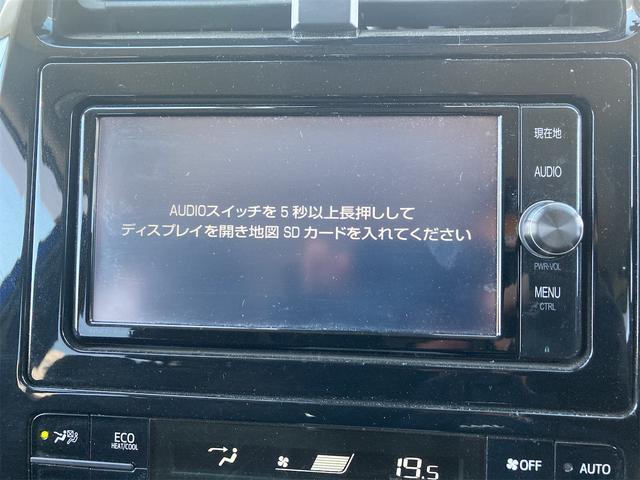 AUDIOスイッチを5秒以上長押しして
ディスプレイを開き地図SDカードを入れてください
現在地
AUDIO
PWR-VOL
MENU
CTRL
ECO
HEAT/COOL
19.5
OFF
AUTO